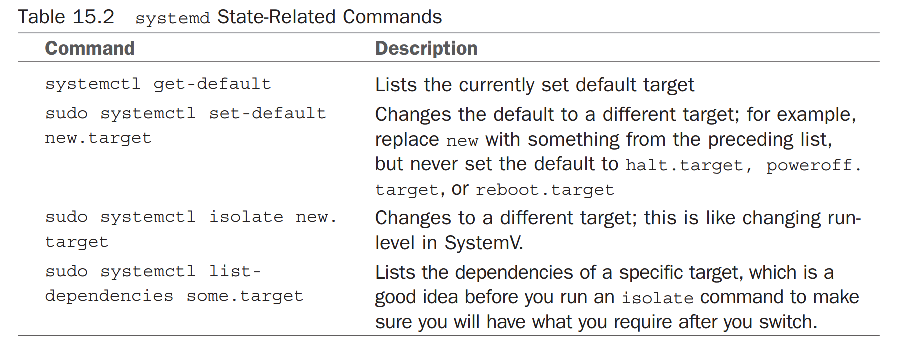 Table 15.2 systemd State-Related Commands
Command Description
systemctl get-default Lists the currently set default target
sudo systemctl set-default Changes the default to a different target; for example,
new.target replace new with something from the preceding list,
but never set the default to halt.target, poweroff.
target, or reboot.target
sudo systemctl isolate new. Changes to a different target; this is like changing run-
target level in SystemV.
sudo systemctl list- Lists the dependencies of a specific target, which is a
dependencies some.target good idea before you run an isolate command to make
sure you will have what you require after you switch.